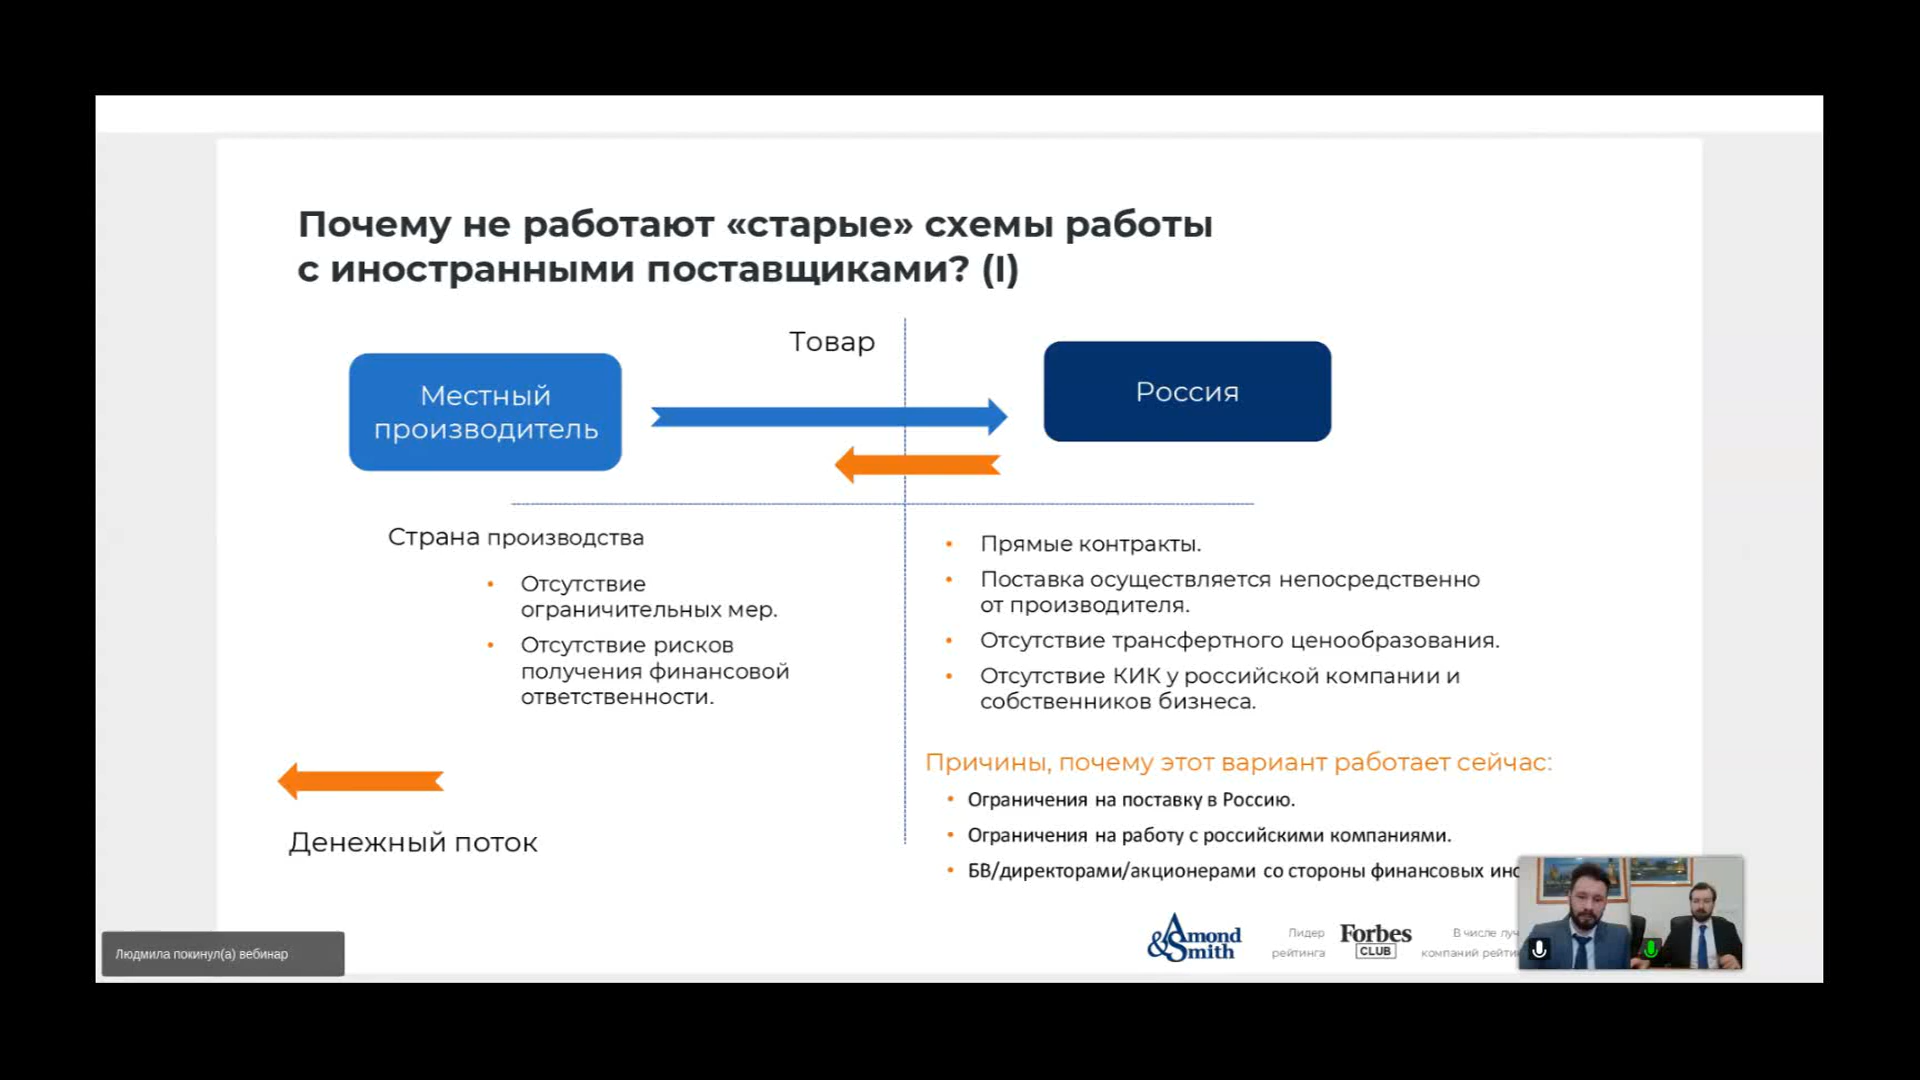 Почему не работают «старые» схемы работы
с иностранными поставщиками? (I)
Товар
Местный
производитель
Россия
Страна производства
• Отсутствие
ограничительных мер.
• Отсутствие рисков
получения финансовой
ответственности.
• Прямые контракты.
• Поставка осуществляется непосредственно
от производителя.
• Отсутствие трансфертного ценообразования.
• Отсутствие КИК у российской компании и
собственников бизнеса.
Причины, почему этот вариант работает сейчас:
• Ограничения на поставку в Россию.
• Ограничения на работу с российскими компаниями.
• БВ/директорами/акционерами со стороны финансовых
Денежный поток
Amond
&Smith
Лидер
рейтинга
Forbes
CLUB
В числе
компаний
Людмила покинул(а) вебинар